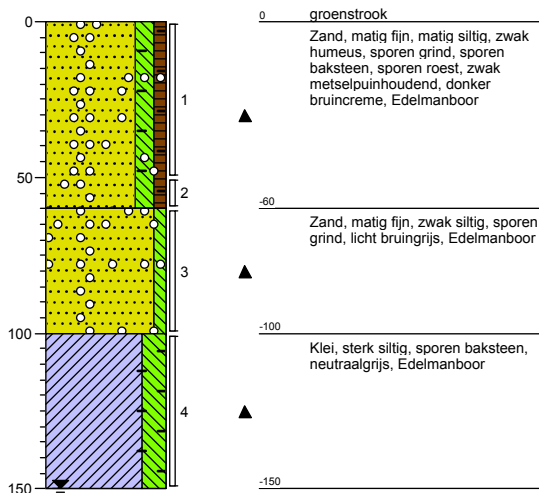 0
50
100
150
1
2
3
4
0
groenstrook
Zand, matig fijn, matig siltig, zwak
humeus, sporen grind, sporen
baksteen, sporen roest, zwak
metselpuinhoudend, donker
bruincreme, Edelmanboor
-60
Zand, matig fijn, zwak siltig, sporen
grind, licht bruingrijs, Edelmanboor
-100
Klei, sterk siltig, sporen baksteen,
neutraalgrijs, Edelmanboor
-150